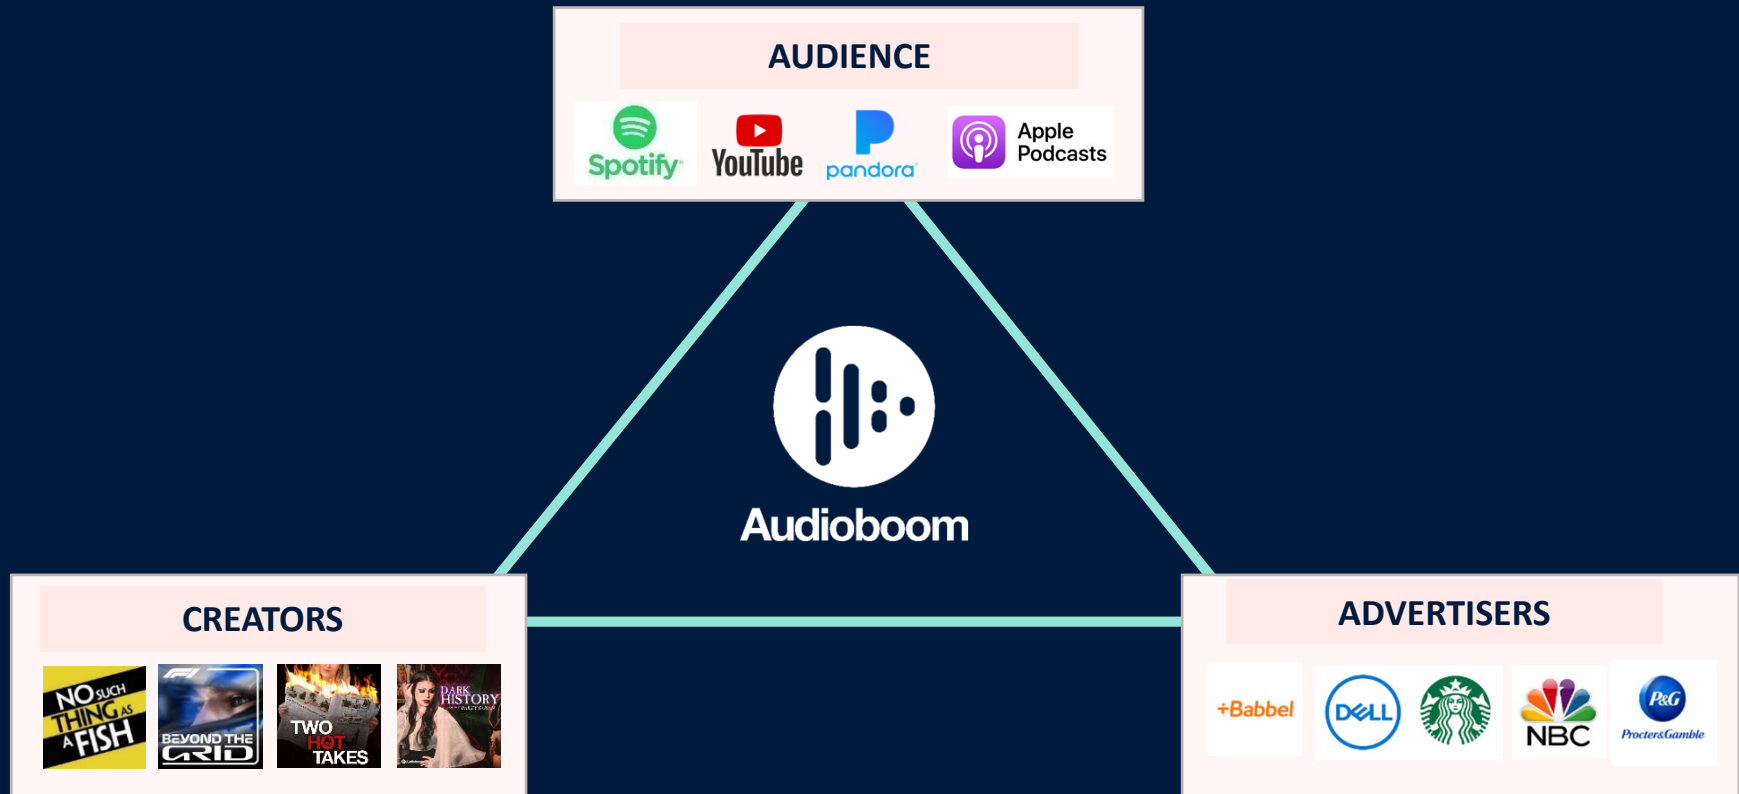 AUDIENCE
Spotify
YouTube
pandora
Apple
Podcasts
Audioboom
CREATORS
NO SUCH
THING AS
A FISH
F1
BEYOND THE
GRID
TWO
HOT
TAKES
DARK
HISTORY
ADVERTISERS
+Babbel
DELL
NBC
P&G
Procter&Gamble